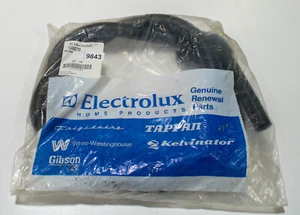 9843
Electrolux
HOME PRODUCTS
Genuine
Renewal
Parts
Frigidaire
TAPPAN
White-Westinghouse
Kelvinator
Gibson